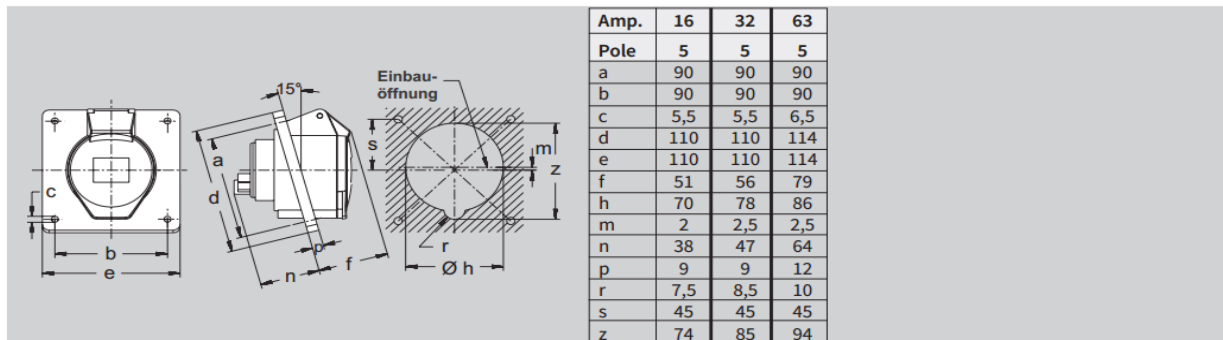 Einbau-
öffnung
15°
a
d
c
b
e
p
n
f
s
m
z
r
Ø h
Amp. 16 32 63
Pole 5 5 5
a 90 90 90
b 90 90 90
c 5,5 5,5 6,5
d 110 110 114
e 110 110 114
f 51 56 79
h 70 78 86
m 2 2,5 2,5
n 38 47 64
p 9 9 12
r 7,5 8,5 10
s 45 45 45
z 74 85 94